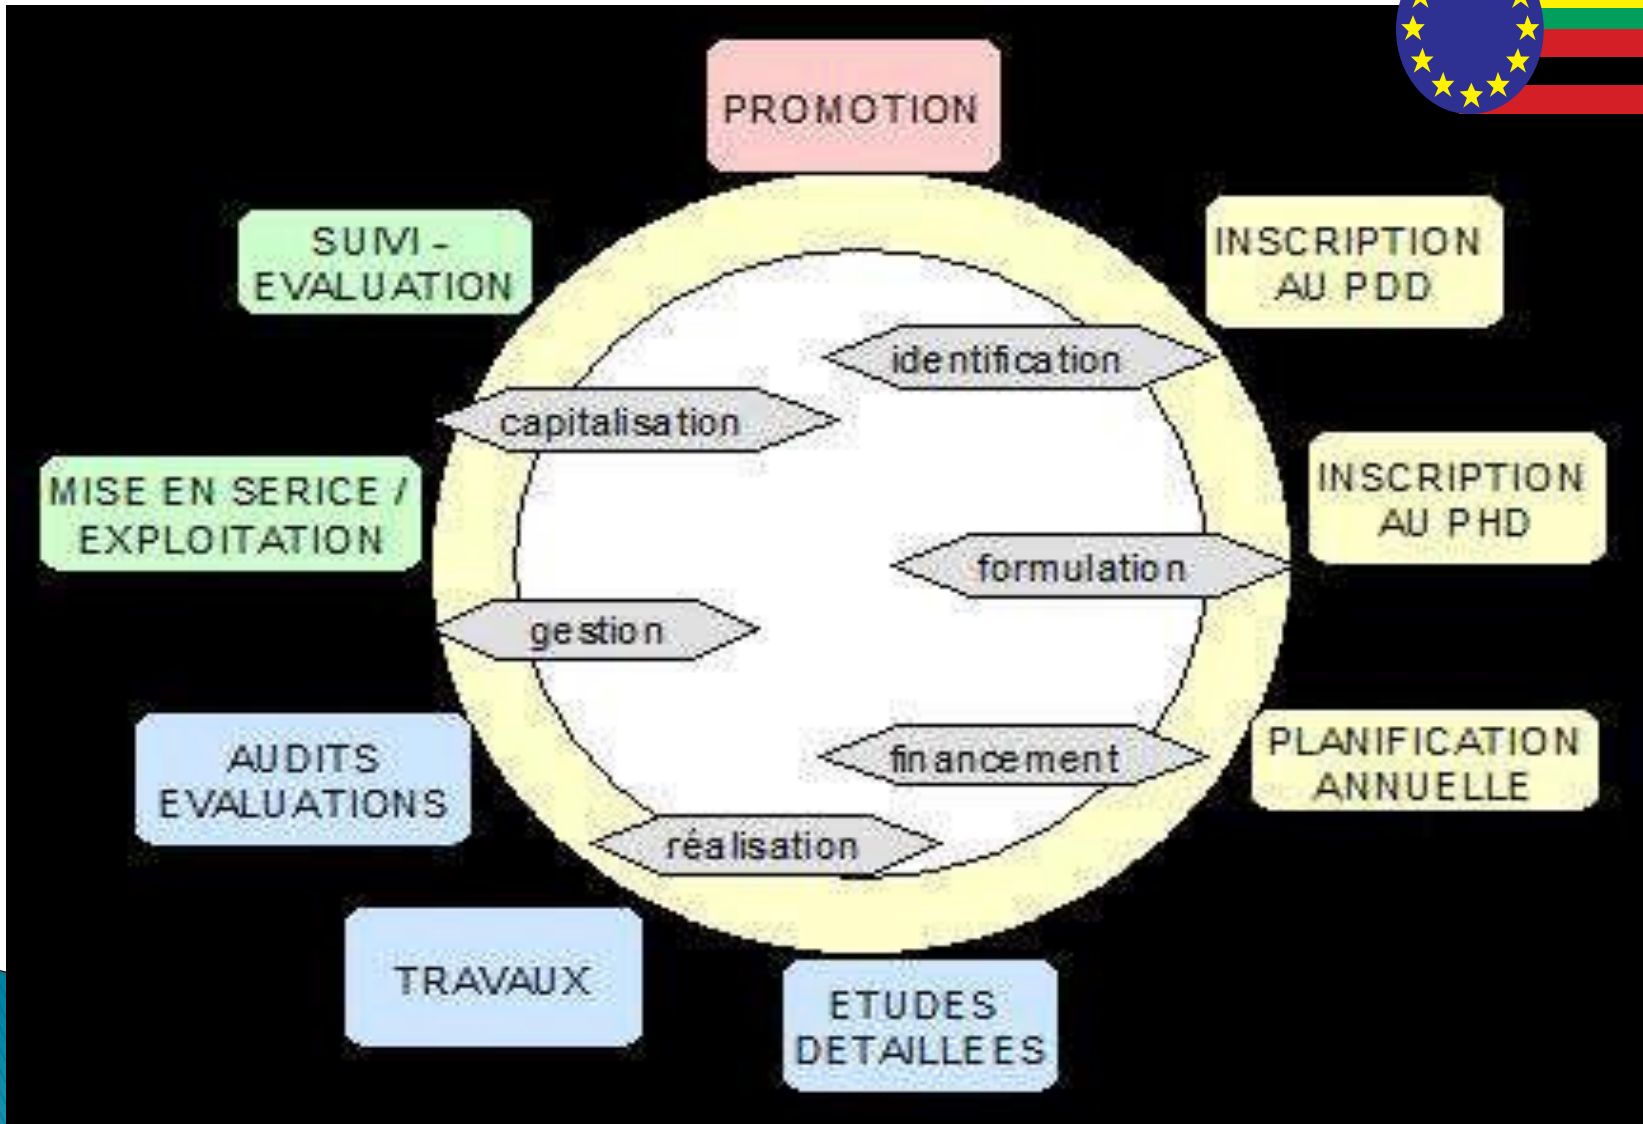 PROMOTION
SUIVI -
EVALUATION
INSCRIPTION
AU PDD
identification
capitalisation
MISE EN SERICE /
EXPLOITATION
INSCRIPTION
AU PHD
formulation
gestion
AUDITS
EVALUATIONS
financement
PLANIFICATION
ANNUELLE
réalisation
TRAVAUX
ETUDES
DETAILLEES